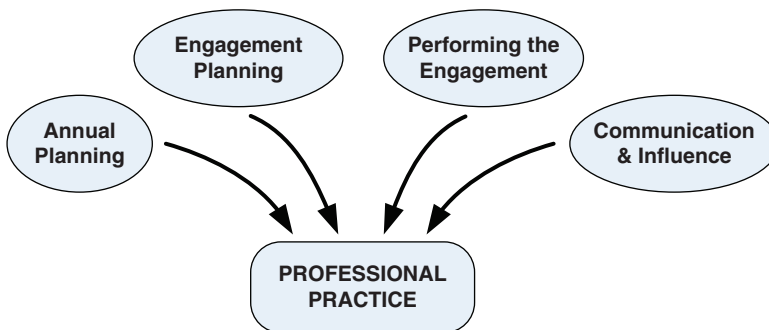 Engagement
Planning
Performing the
Engagement
Annual
Planning
Communication
& Influence
PROFESSIONAL
PRACTICE